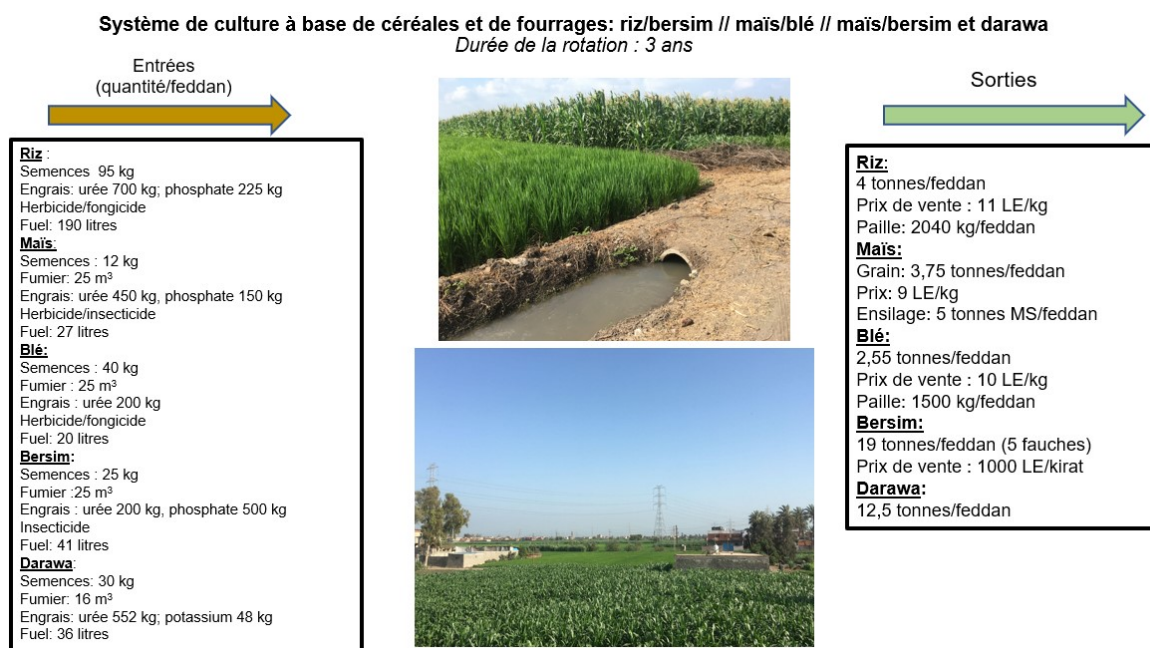 Système de culture à base de céréales et de fourrages: riz/bersim // maïs/blé // maïs/bersim et darawa
Durée de la rotation : 3 ans
Entrées
(quantité/feddan)
Riz :
Semences 95 kg
Engrais: urée 700 kg; phosphate 225 kg
Herbicide/fongicide
Fuel: 190 litres
Maïs:
Semences : 12 kg
Fumier: 25 m³
Engrais: urée 450 kg, phosphate 150 kg
Herbicide/insecticide
Fuel: 27 litres
Blé:
Semences : 40 kg
Fumier : 25 m³
Engrais : urée 200 kg
Herbicide/fongicide
Fuel: 20 litres
Bersim:
Semences : 25 kg
Fumier :25 m³
Engrais : urée 200 kg, phosphate 500 kg
Insecticide
Fuel: 41 litres
Darawa:
Semences: 30 kg
Fumier: 16 m³
Engrais: urée 552 kg; potassium 48 kg
Fuel: 36 litres
Sorties
Riz:
4 tonnes/feddan
Prix de vente : 11 LE/kg
Paille: 2040 kg/feddan
Maïs:
Grain: 3,75 tonnes/feddan
Prix: 9 LE/kg
Ensilage: 5 tonnes MS/feddan
Blé:
2,55 tonnes/feddan
Prix de vente : 10 LE/kg
Paille: 1500 kg/feddan
Bersim:
19 tonnes/feddan (5 fauches)
Prix de vente : 1000 LE/kirat
Darawa:
12,5 tonnes/feddan